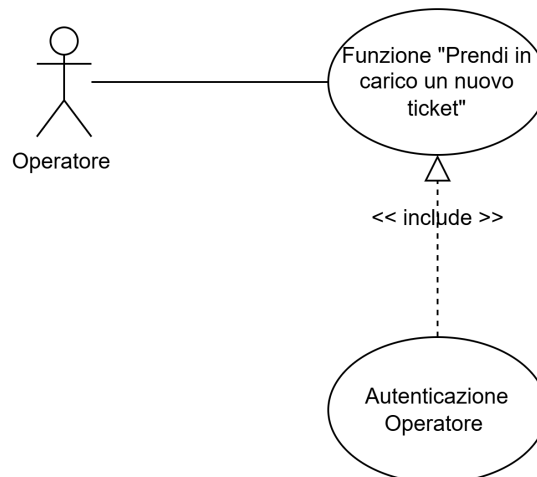 Funzione "Prendi in
carico un nuovo
ticket"
Operatore
<< include >>
Autenticazione
Operatore